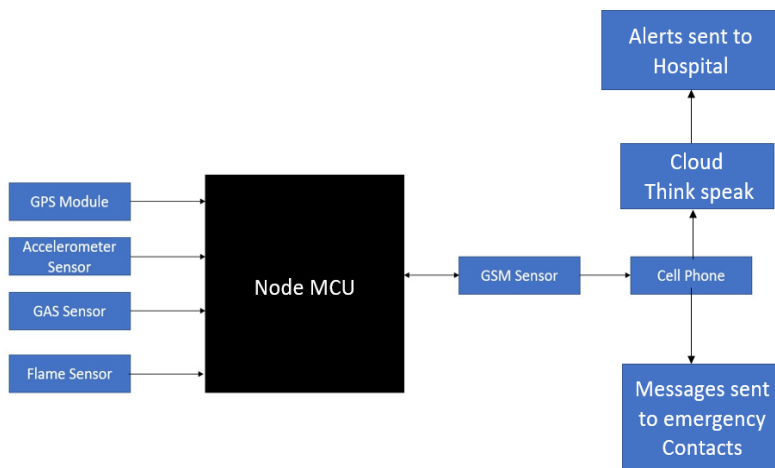 Alerts sent to
Hospital
Cloud
Think speak
GPS Module
Accelerometer
Sensor
GAS Sensor
Flame Sensor
Node MCU
GSM Sensor
Cell Phone
Messages sent
to emergency
Contacts